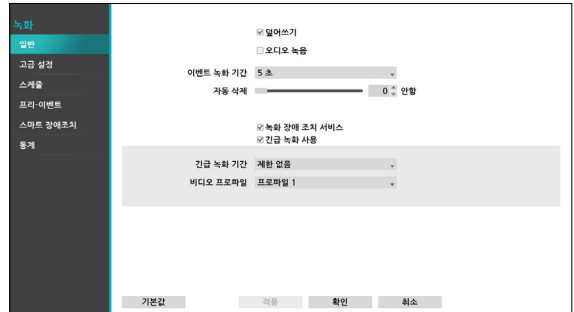 녹화
일반
고급 설정
스케줄
프리-이벤트
스마트 장애조치
통계
덮어쓰기
오디오 녹음
이벤트 녹화 기간 5 초
자동 삭제 0 안함
녹화 장애 조치 서비스
긴급 녹화 사용
긴급 녹화 기간 제한 없음
비디오 프로파일 프로파일 1
기본값 적용 확인 취소